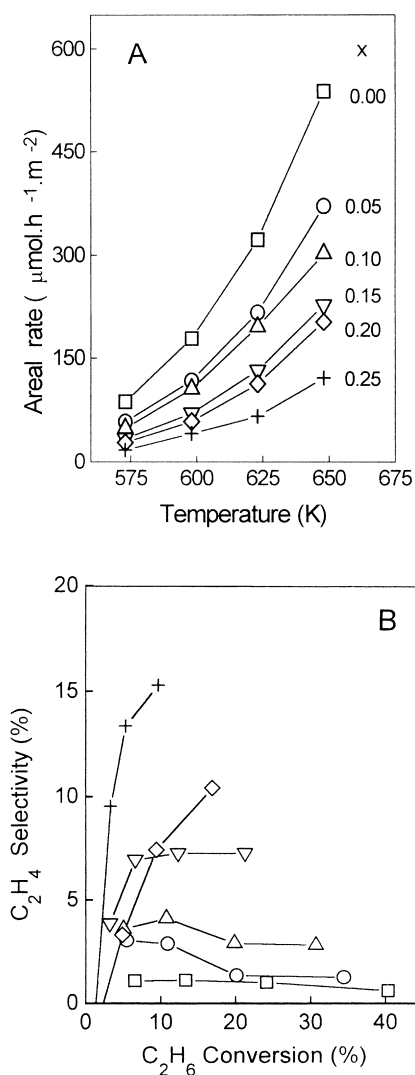 A
x
600
450
300
150
0
0.00
0.05
0.10
0.15
0.20
0.25
Areal rate ( μmol.h⁻¹.m⁻²)
575 600 625 650 675
Temperature (K)
B
20
15
10
5
0
C₂H₄ Selectivity (%)
0 10 20 30 40
C₂H₆ Conversion (%)